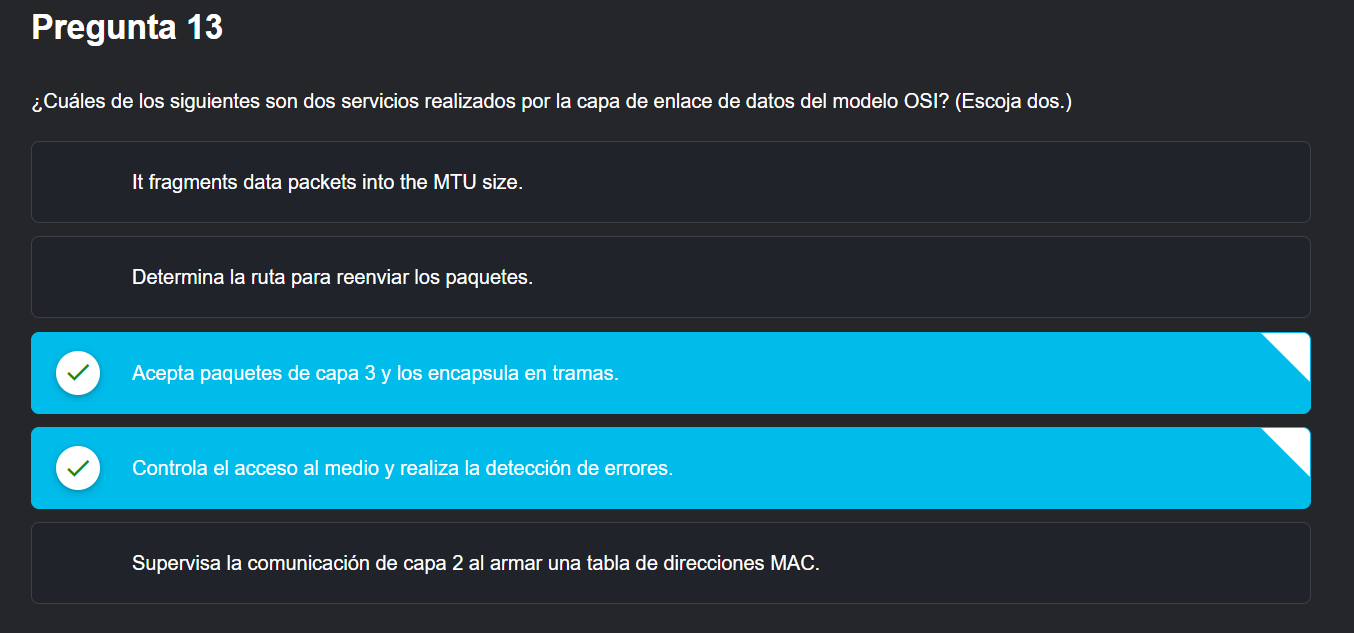 Pregunta 13
¿Cuáles de los siguientes son dos servicios realizados por la capa de enlace de datos del modelo OSI? (Escoja dos.)
It fragments data packets into the MTU size.
Determina la ruta para reenviar los paquetes.
Acepta paquetes de capa 3 y los encapsula en tramas.
Controla el acceso al medio y realiza la detección de errores.
Supervisa la comunicación de capa 2 al armar una tabla de direcciones MAC.